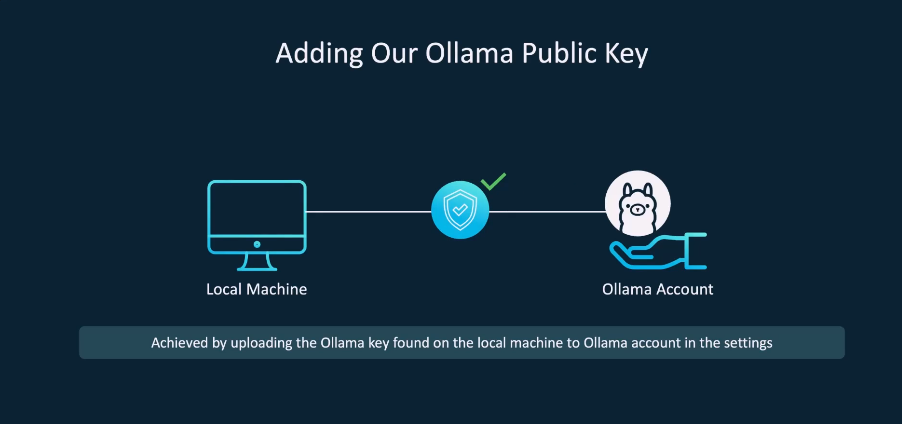 Adding Our Ollama Public Key
Local Machine
Ollama Account
Achieved by uploading the Ollama key found on the local machine to Ollama account in the settings